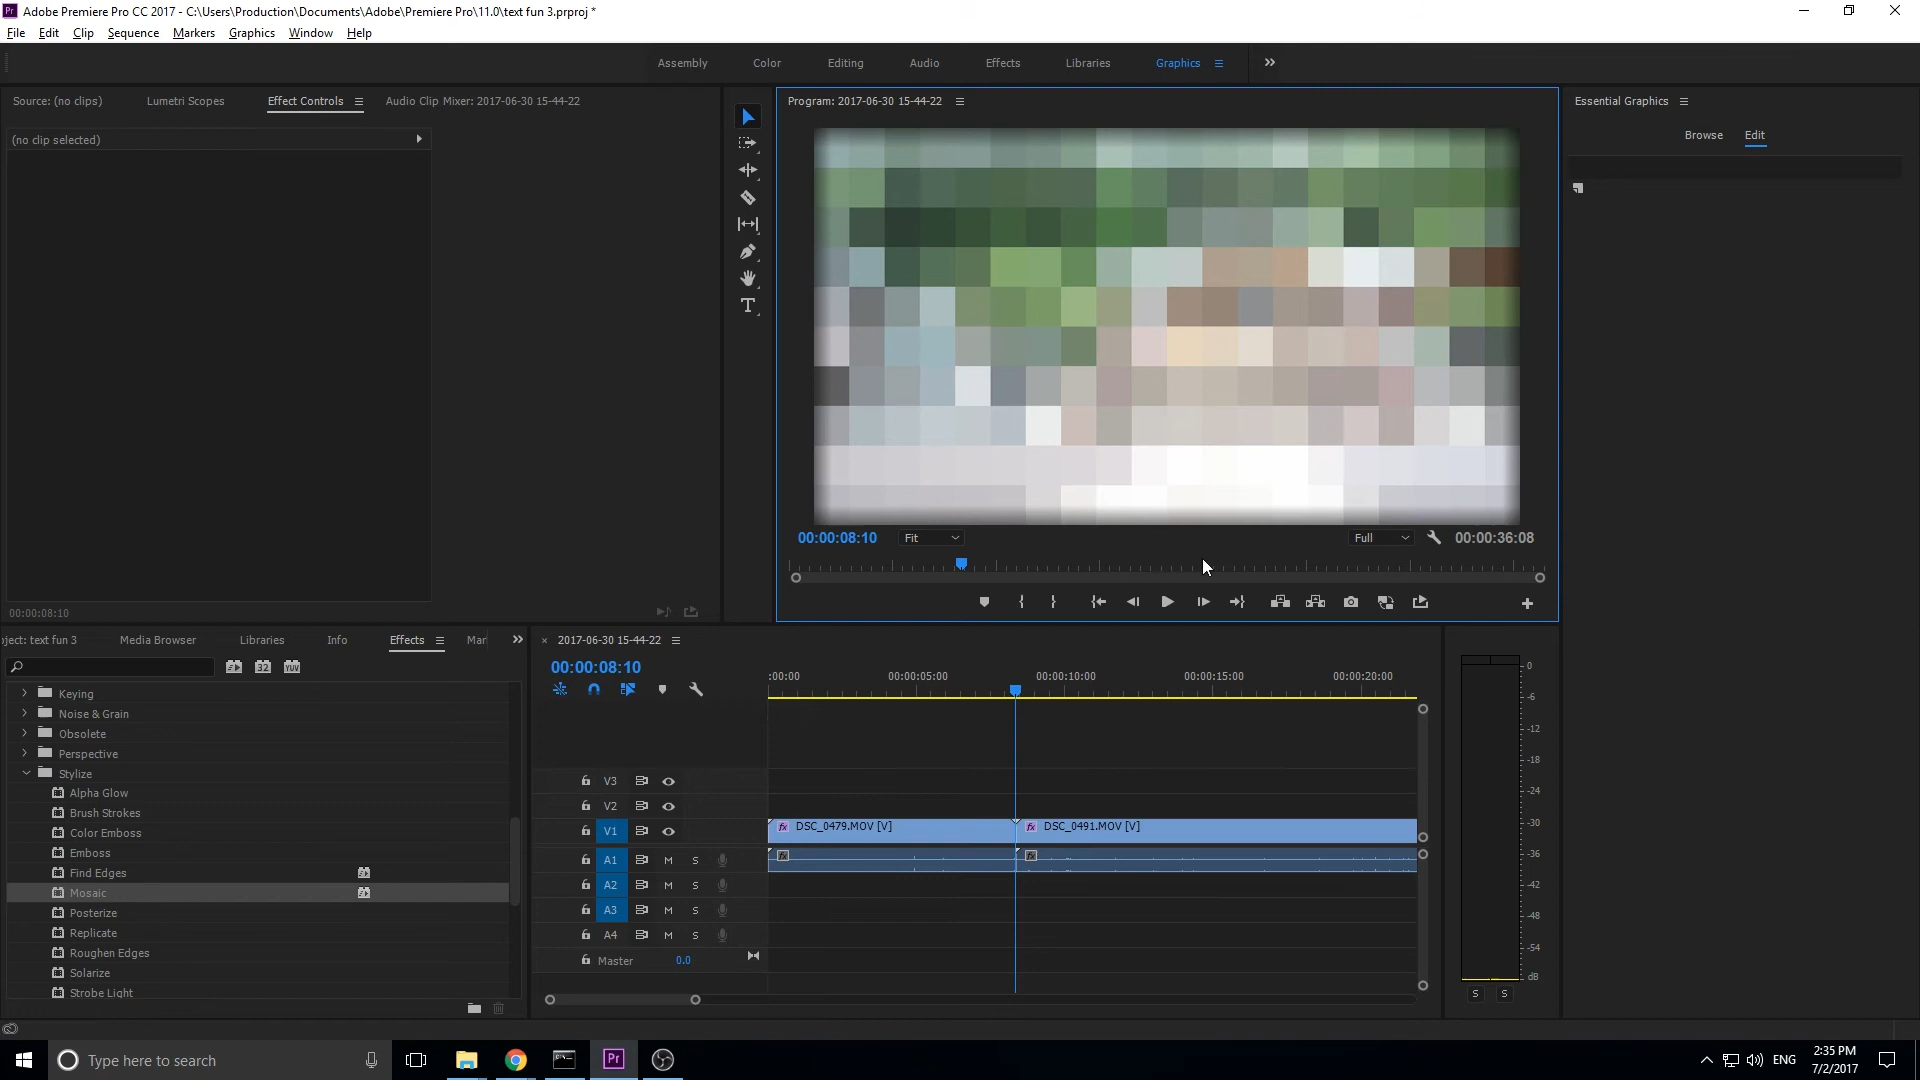 Adobe Premiere Pro CC 2017 - C:\Users\Production\Documents\Adobe\Premiere Pro\11.0\text fun 3.prproj *
File Edit Clip Sequence Markers Graphics Window Help
Assembly Color Editing Audio Effects Libraries Graphics
Source: (no clips) Lumetri Scopes Effect Controls Audio Clip Mixer: 2017-06-30 15-44-22
(no clip selected)
00:00:08:10
Program: 2017-06-30 15-44-22
00:00:08:10 Fit Full 00:00:36:08
Essential Graphics
Browse Edit
oject: text fun 3 Media Browser Libraries Info Effects Mar
32 YUV
Keying
Noise & Grain
Obsolete
Perspective
Stylize
Alpha Glow
Brush Strokes
Color Emboss
Emboss
Find Edges
Mosaic
Posterize
Replicate
Roughen Edges
Solarize
Strobe Light
× 2017-06-30 15-44-22
00:00:08:10
:00:00 00:00:05:00 00:00:10:00 00:00:15:00 00:00:20:00
V3
V2
V1 fx DSC_0479.MOV [V] fx DSC_0491.MOV [V]
A1 M S fx fx
A2 M S
A3 M S
A4 M S
Master 0.0
0
-6
-12
-18
-24
-30
-36
-42
-48
-54
dB
S S
Type here to search
Pr
ENG
2:35 PM
7/2/2017